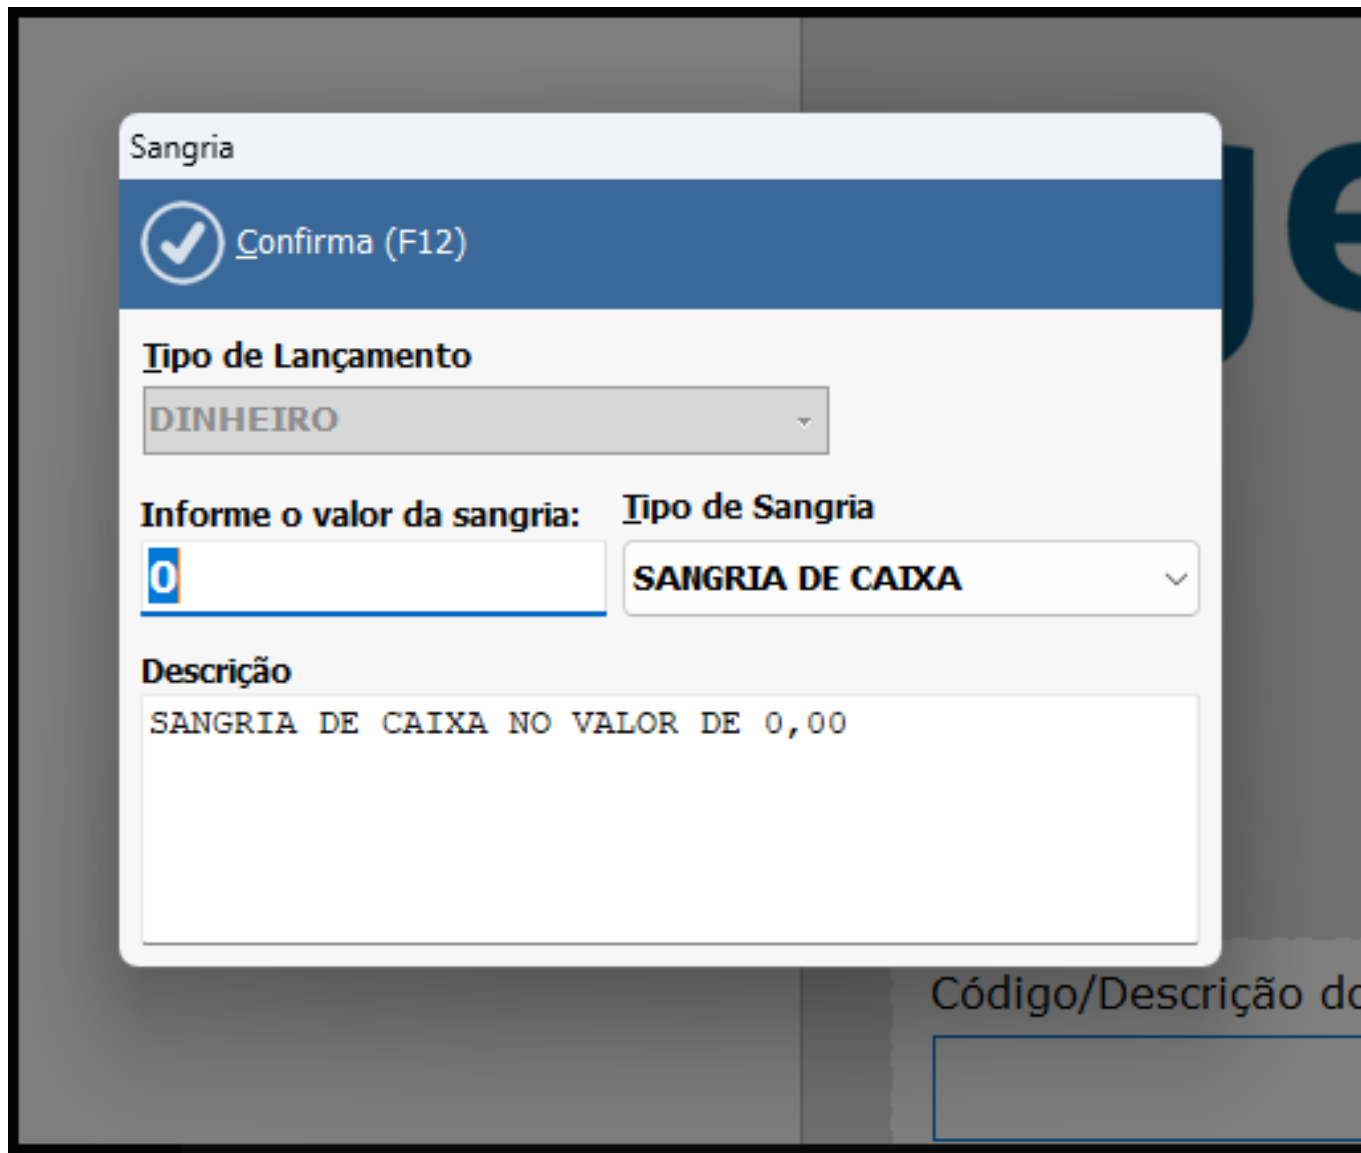 Sangria
Confirma (F12)
Tipo de Lançamento
DINHEIRO
Informe o valor da sangria:
Tipo de Sangria
0
SANGRIA DE CAIXA
Descrição
SANGRIA DE CAIXA NO VALOR DE 0,00
ge
Código/Descrição do